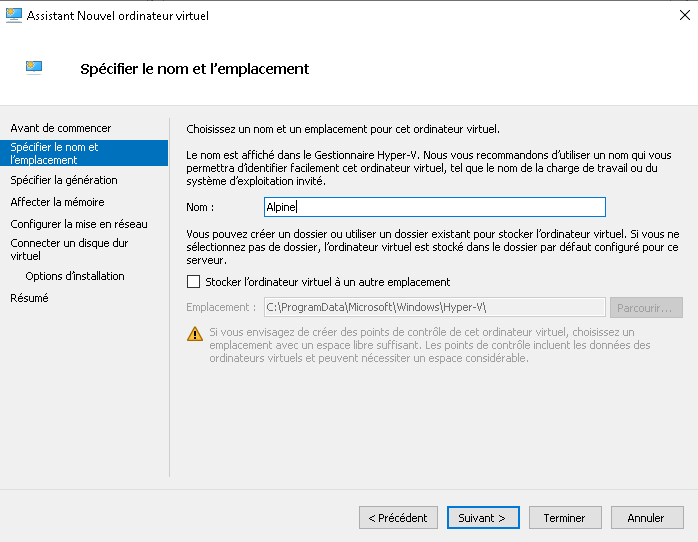 Assistant Nouvel ordinateur virtuel
Spécifier le nom et l'emplacement
Avant de commencer
Spécifier le nom et
l'emplacement
Spécifier la génération
Affecter la mémoire
Configurer la mise en réseau
Connecter un disque dur
virtuel
Options d'installation
Résumé
Choisissez un nom et un emplacement pour cet ordinateur virtuel.
Le nom est affiché dans le Gestionnaire Hyper-V. Nous vous recommandons d'utiliser un nom qui vous
permettra d'identifier facilement cet ordinateur virtuel, tel que le nom de la charge de travail ou du
système d'exploitation invité.
Nom : Alpine
Vous pouvez créer un dossier ou utiliser un dossier existant pour stocker l'ordinateur virtuel. Si vous ne
sélectionnez pas de dossier, l'ordinateur virtuel est stocké dans le dossier par défaut configuré pour ce
serveur.
Stocker l'ordinateur virtuel à un autre emplacement
Emplacement : C:\ProgramData\Microsoft\Windows\Hyper-V\ Parcourir...
Si vous envisagez de créer des points de contrôle de cet ordinateur virtuel, choisissez un
emplacement avec un espace libre suffisant. Les points de contrôle incluent les données des
ordinateurs virtuels et peuvent nécessiter un espace considérable.
< Précédent Suivant > Terminer Annuler